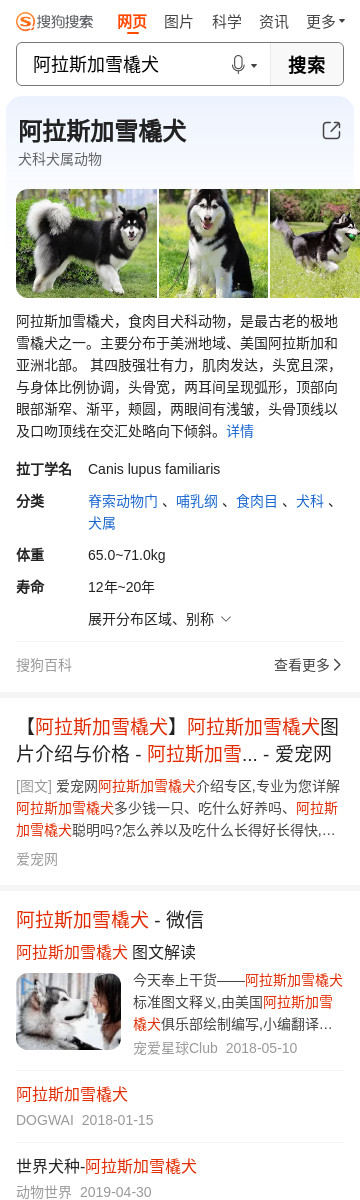 搜狗搜索 网页 图片 科学 资讯 更多
阿拉斯加雪橇犬 搜索
阿拉斯加雪橇犬
犬科犬属动物
阿拉斯加雪橇犬，食肉目犬科动物，是最古老的极地
雪橇犬之一。主要分布于美洲地域、美国阿拉斯加和
亚洲北部。 其四肢强壮有力，肌肉发达，头宽且深，
与身体比例协调，头骨宽，两耳间呈现弧形，顶部向
眼部渐窄、渐平，颊圆，两眼间有浅皱，头骨顶线以
及口吻顶线在交汇处略向下倾斜。详情
拉丁学名 Canis lupus familiaris
分类 脊索动物门 、哺乳纲 、食肉目 、犬科 、
犬属
体重 65.0~71.0kg
寿命 12年~20年
展开分布区域、别称
搜狗百科 查看更多
【阿拉斯加雪橇犬】阿拉斯加雪橇犬图
片介绍与价格 - 阿拉斯加雪... - 爱宠网
[图文] 爱宠网阿拉斯加雪橇犬介绍专区,专业为您详解
阿拉斯加雪橇犬多少钱一只、吃什么好养吗、阿拉斯
加雪橇犬聪明吗?怎么养以及吃什么长得好长得快,…
爱宠网
阿拉斯加雪橇犬 - 微信
阿拉斯加雪橇犬 图文解读
今天奉上干货——阿拉斯加雪橇犬
标准图文释义,由美国阿拉斯加雪
橇犬俱乐部绘制编写,小编翻译…
宠爱星球Club 2018-05-10
阿拉斯加雪橇犬
DOGWAI 2018-01-15
世界犬种-阿拉斯加雪橇犬
动物世界 2019-04-30